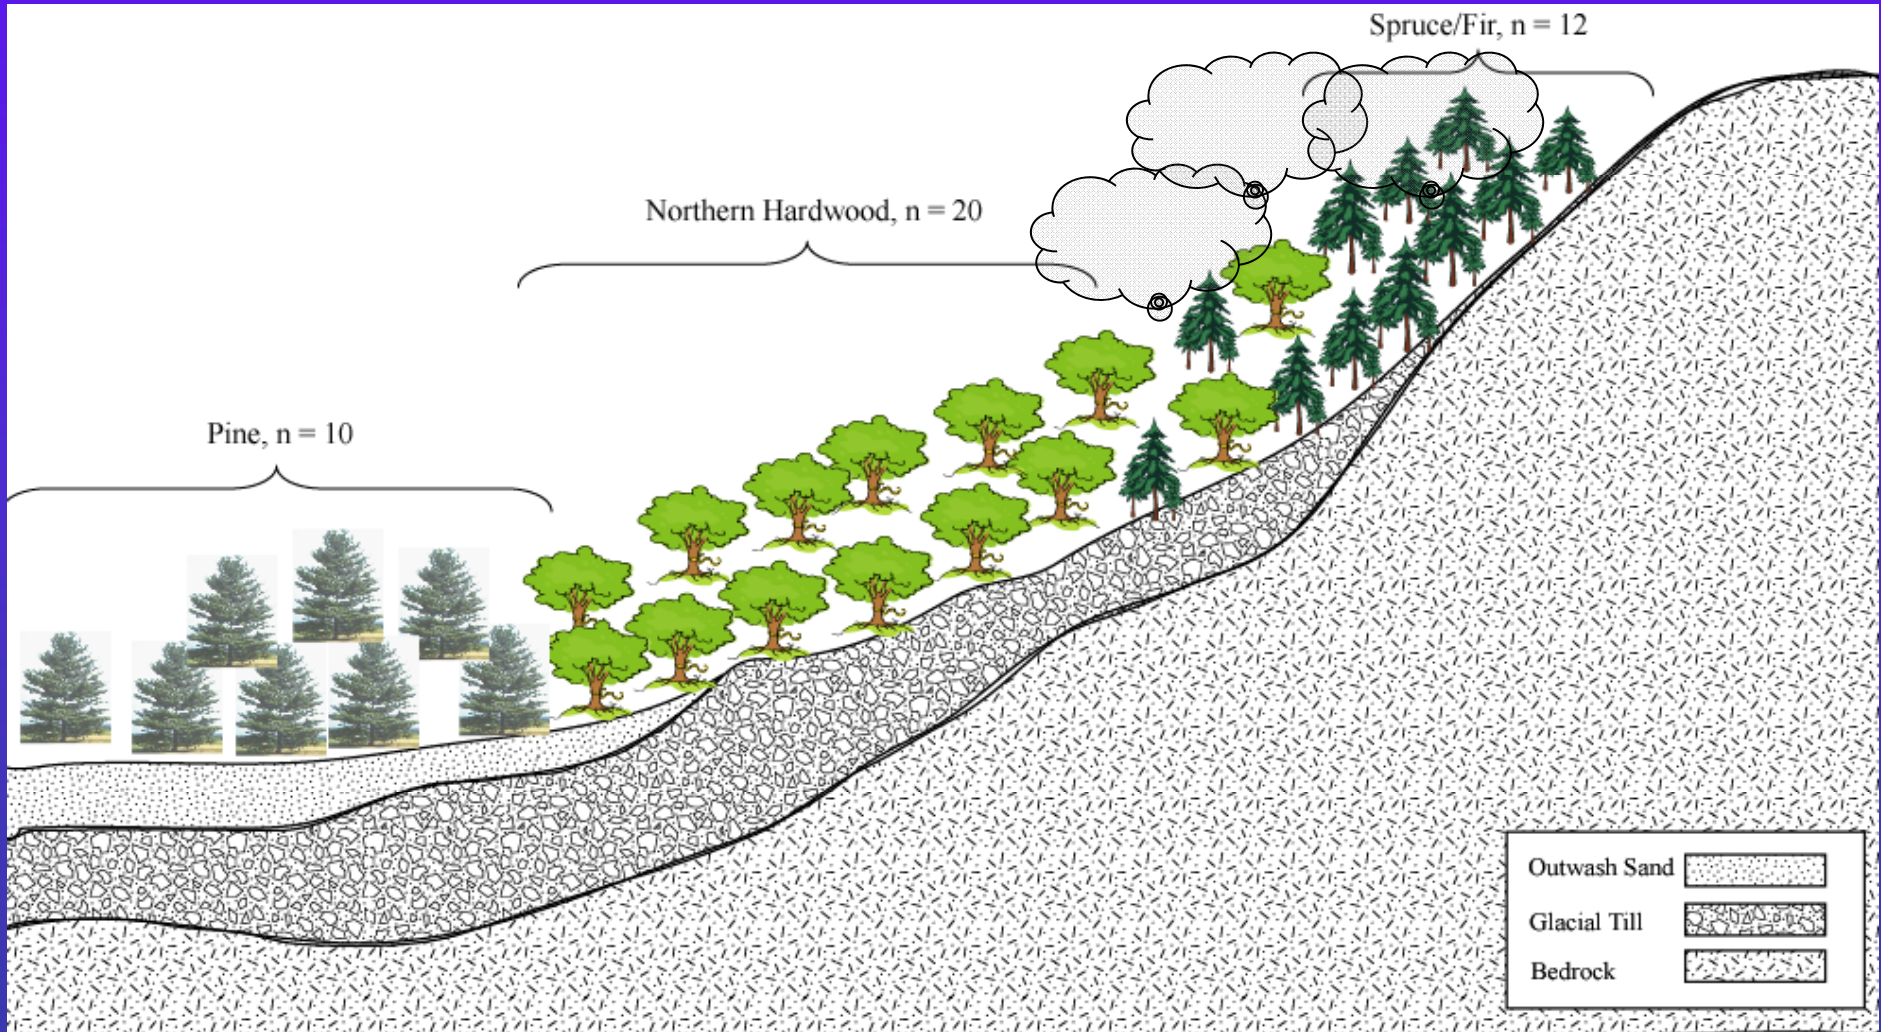 Spruce/Fir, n = 12
Northern Hardwood, n = 20
Pine, n = 10
Outwash Sand
Glacial Till
Bedrock